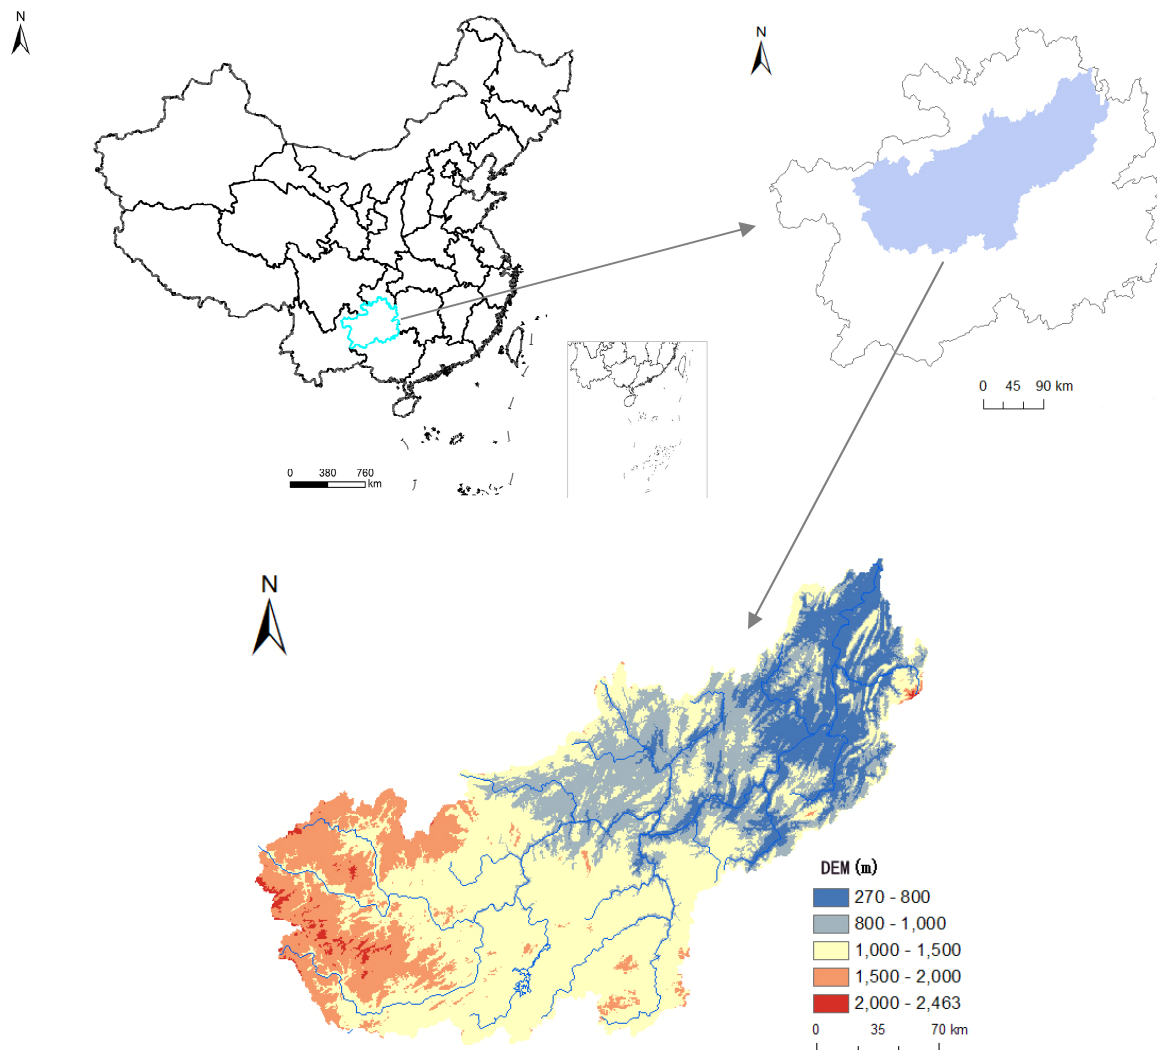 N
N
0 45 90 km
0 380 760
km
N
DEM (m)
270 - 800
800 - 1,000
1,000 - 1,500
1,500 - 2,000
2,000 - 2,463
0 35 70 km